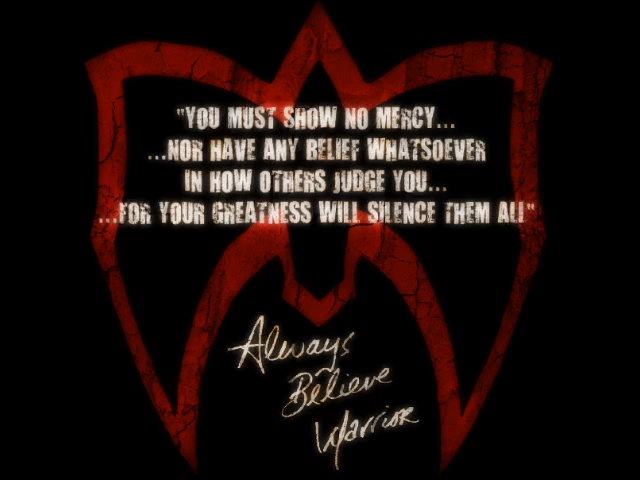 "YOU MUST SHOW NO MERCY...
...NOR HAVE ANY BELIEF WHATSOEVER
IN HOW OTHERS JUDGE YOU...
...FOR YOUR GREATNESS WILL SILENCE THEM ALL"
Always
Believe
Warrior